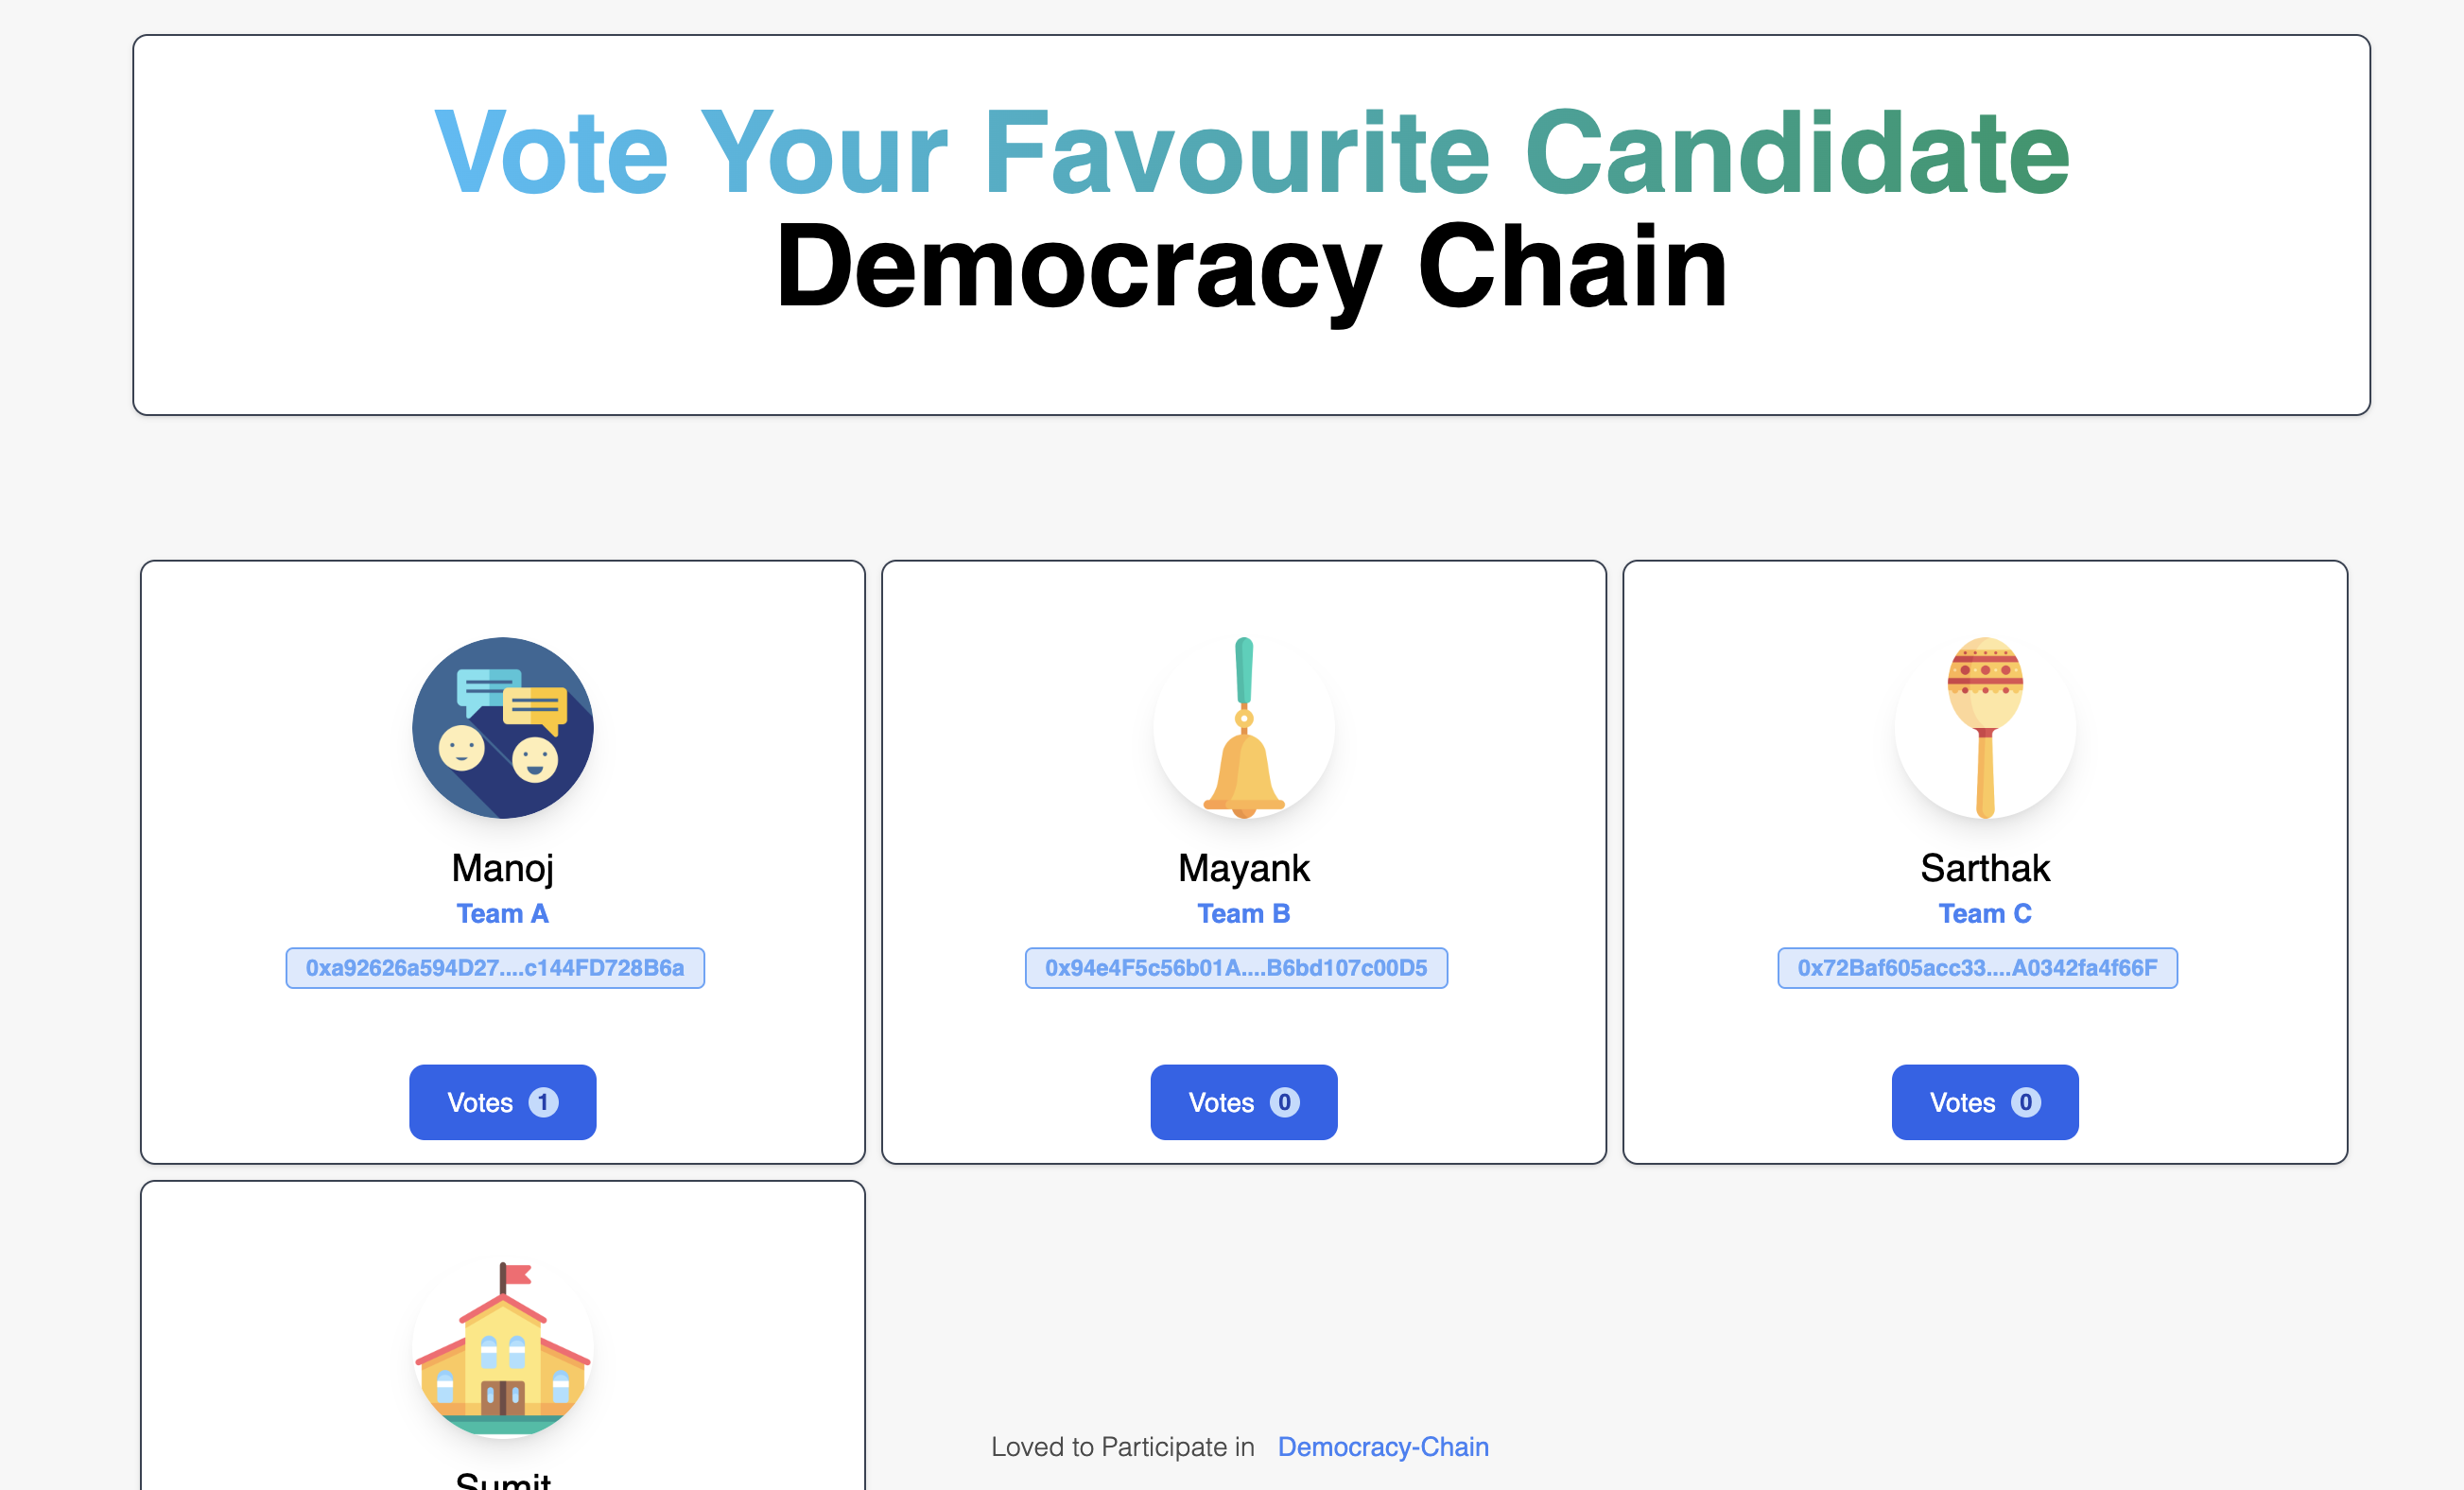 Vote Your Favourite Candidate
Democracy Chain
Manoj
Team A
0xa92626a594D27....c144FD728B6a
Votes 1
Mayank
Team B
0x94e4F5c56b01A....B6bd107c00D5
Votes 0
Sarthak
Team C
0x72Baf605acc33....A0342fa4f66F
Votes 0
Sumit
Loved to Participate in Democracy-Chain